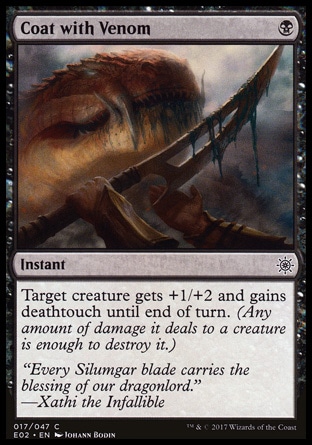 Coat with Venom
Instant
Target creature gets +1/+2 and gains
deathtouch until end of turn. (Any
amount of damage it deals to a creature
is enough to destroy it.)
“Every Silumgar blade carries the
blessing of our dragonlord.”
—Xathi the Infallible
017/047 C
E02 • EN Johann Bodin
™ & © 2017 Wizards of the Coast